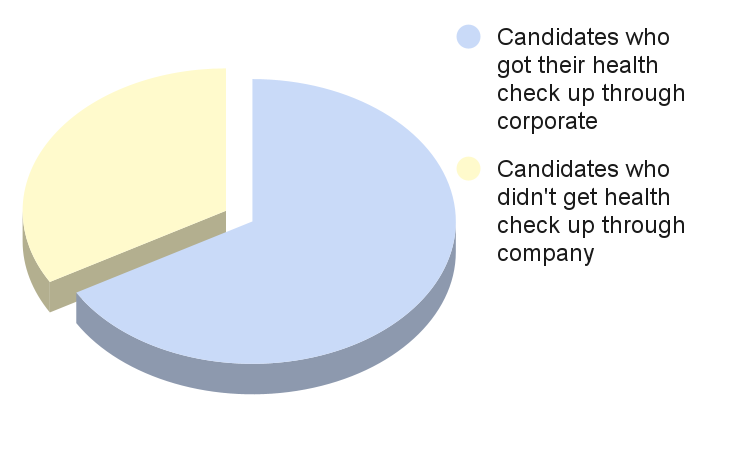 Candidates who
got their health
check up through
corporate
Candidates who
didn't get health
check up through
company